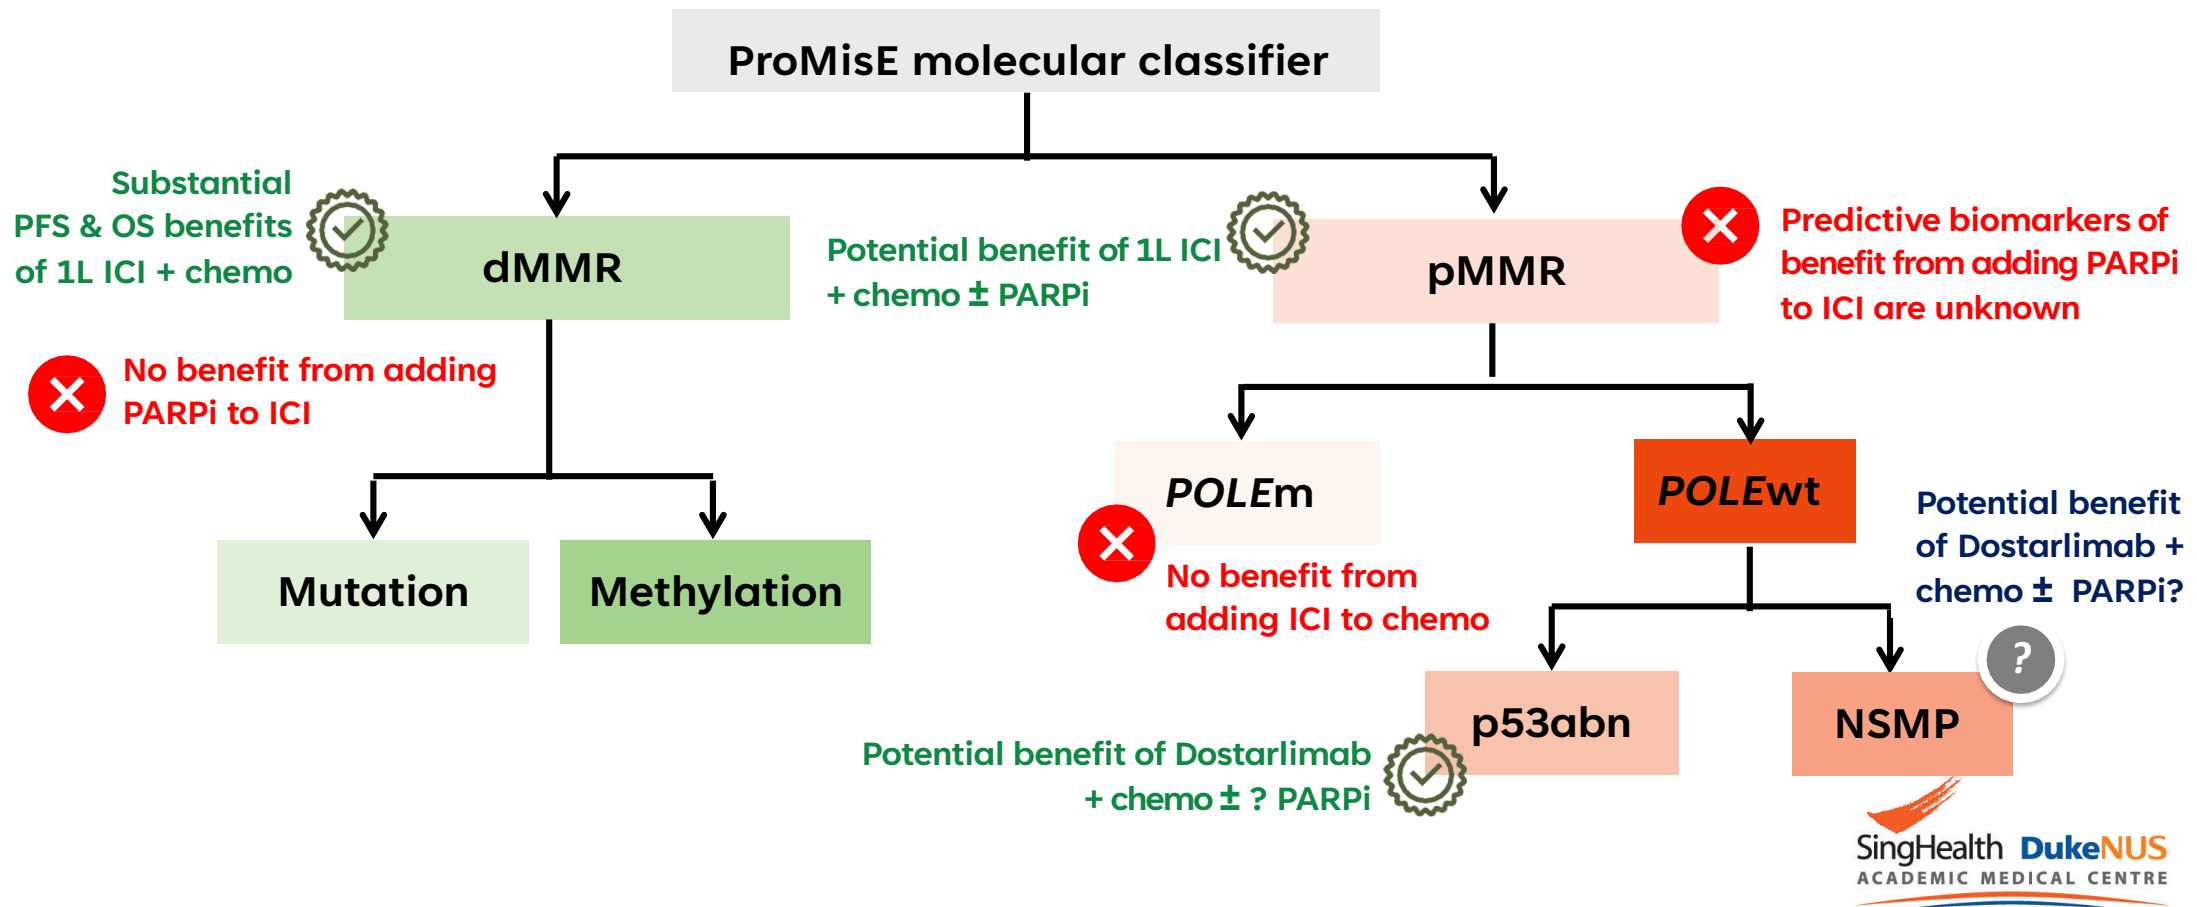 ProMisE molecular classifier
Substantial
PFS & OS benefits
of 1L ICI + chemo
dMMR
Potential benefit of 1L ICI
+ chemo ± PARPi
pMMR
Predictive biomarkers of
benefit from adding PARPi
to ICI are unknown
No benefit from adding
PARPi to ICI
Mutation
Methylation
POLEm
No benefit from
adding ICI to chemo
POLEwt
Potential benefit
of Dostarlimab +
chemo ± PARPi?
?
p53abn
Potential benefit of Dostarlimab
+ chemo ± ? PARPi
NSMP
SingHealth DukeNUS
ACADEMIC MEDICAL CENTRE